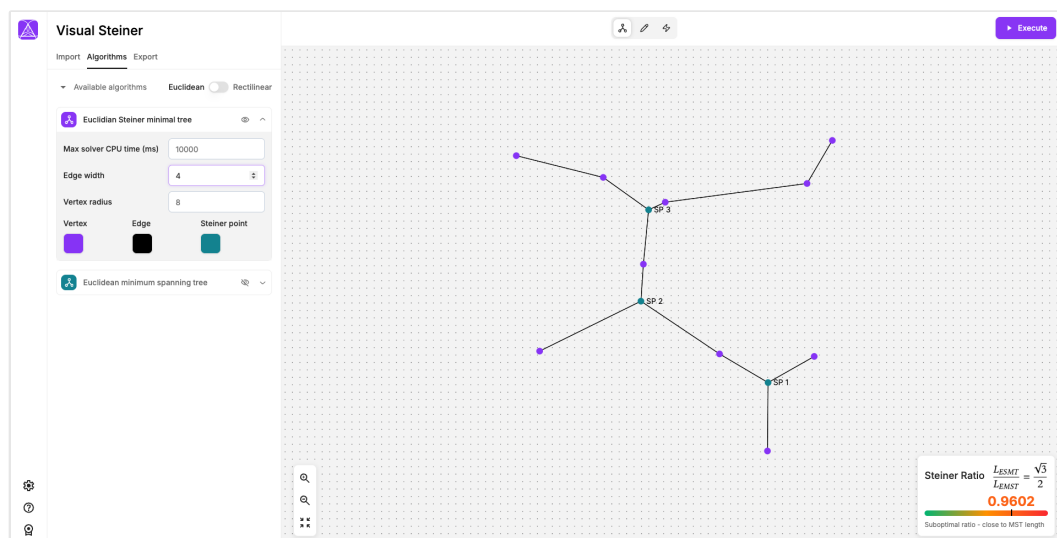 Visual Steiner
Execute
Import Algorithms Export
Available algorithms Euclidean Rectilinear
Euclidian Steiner minimal tree
Max solver CPU time (ms) 10000
Edge width 4
Vertex radius 8
Vertex Edge Steiner point
Euclidean minimum spanning tree
SP 3
SP 2
SP 1
Steiner Ratio L_ESMT / L_EMST = √3 / 2
0.9602
Suboptimal ratio - close to MST length